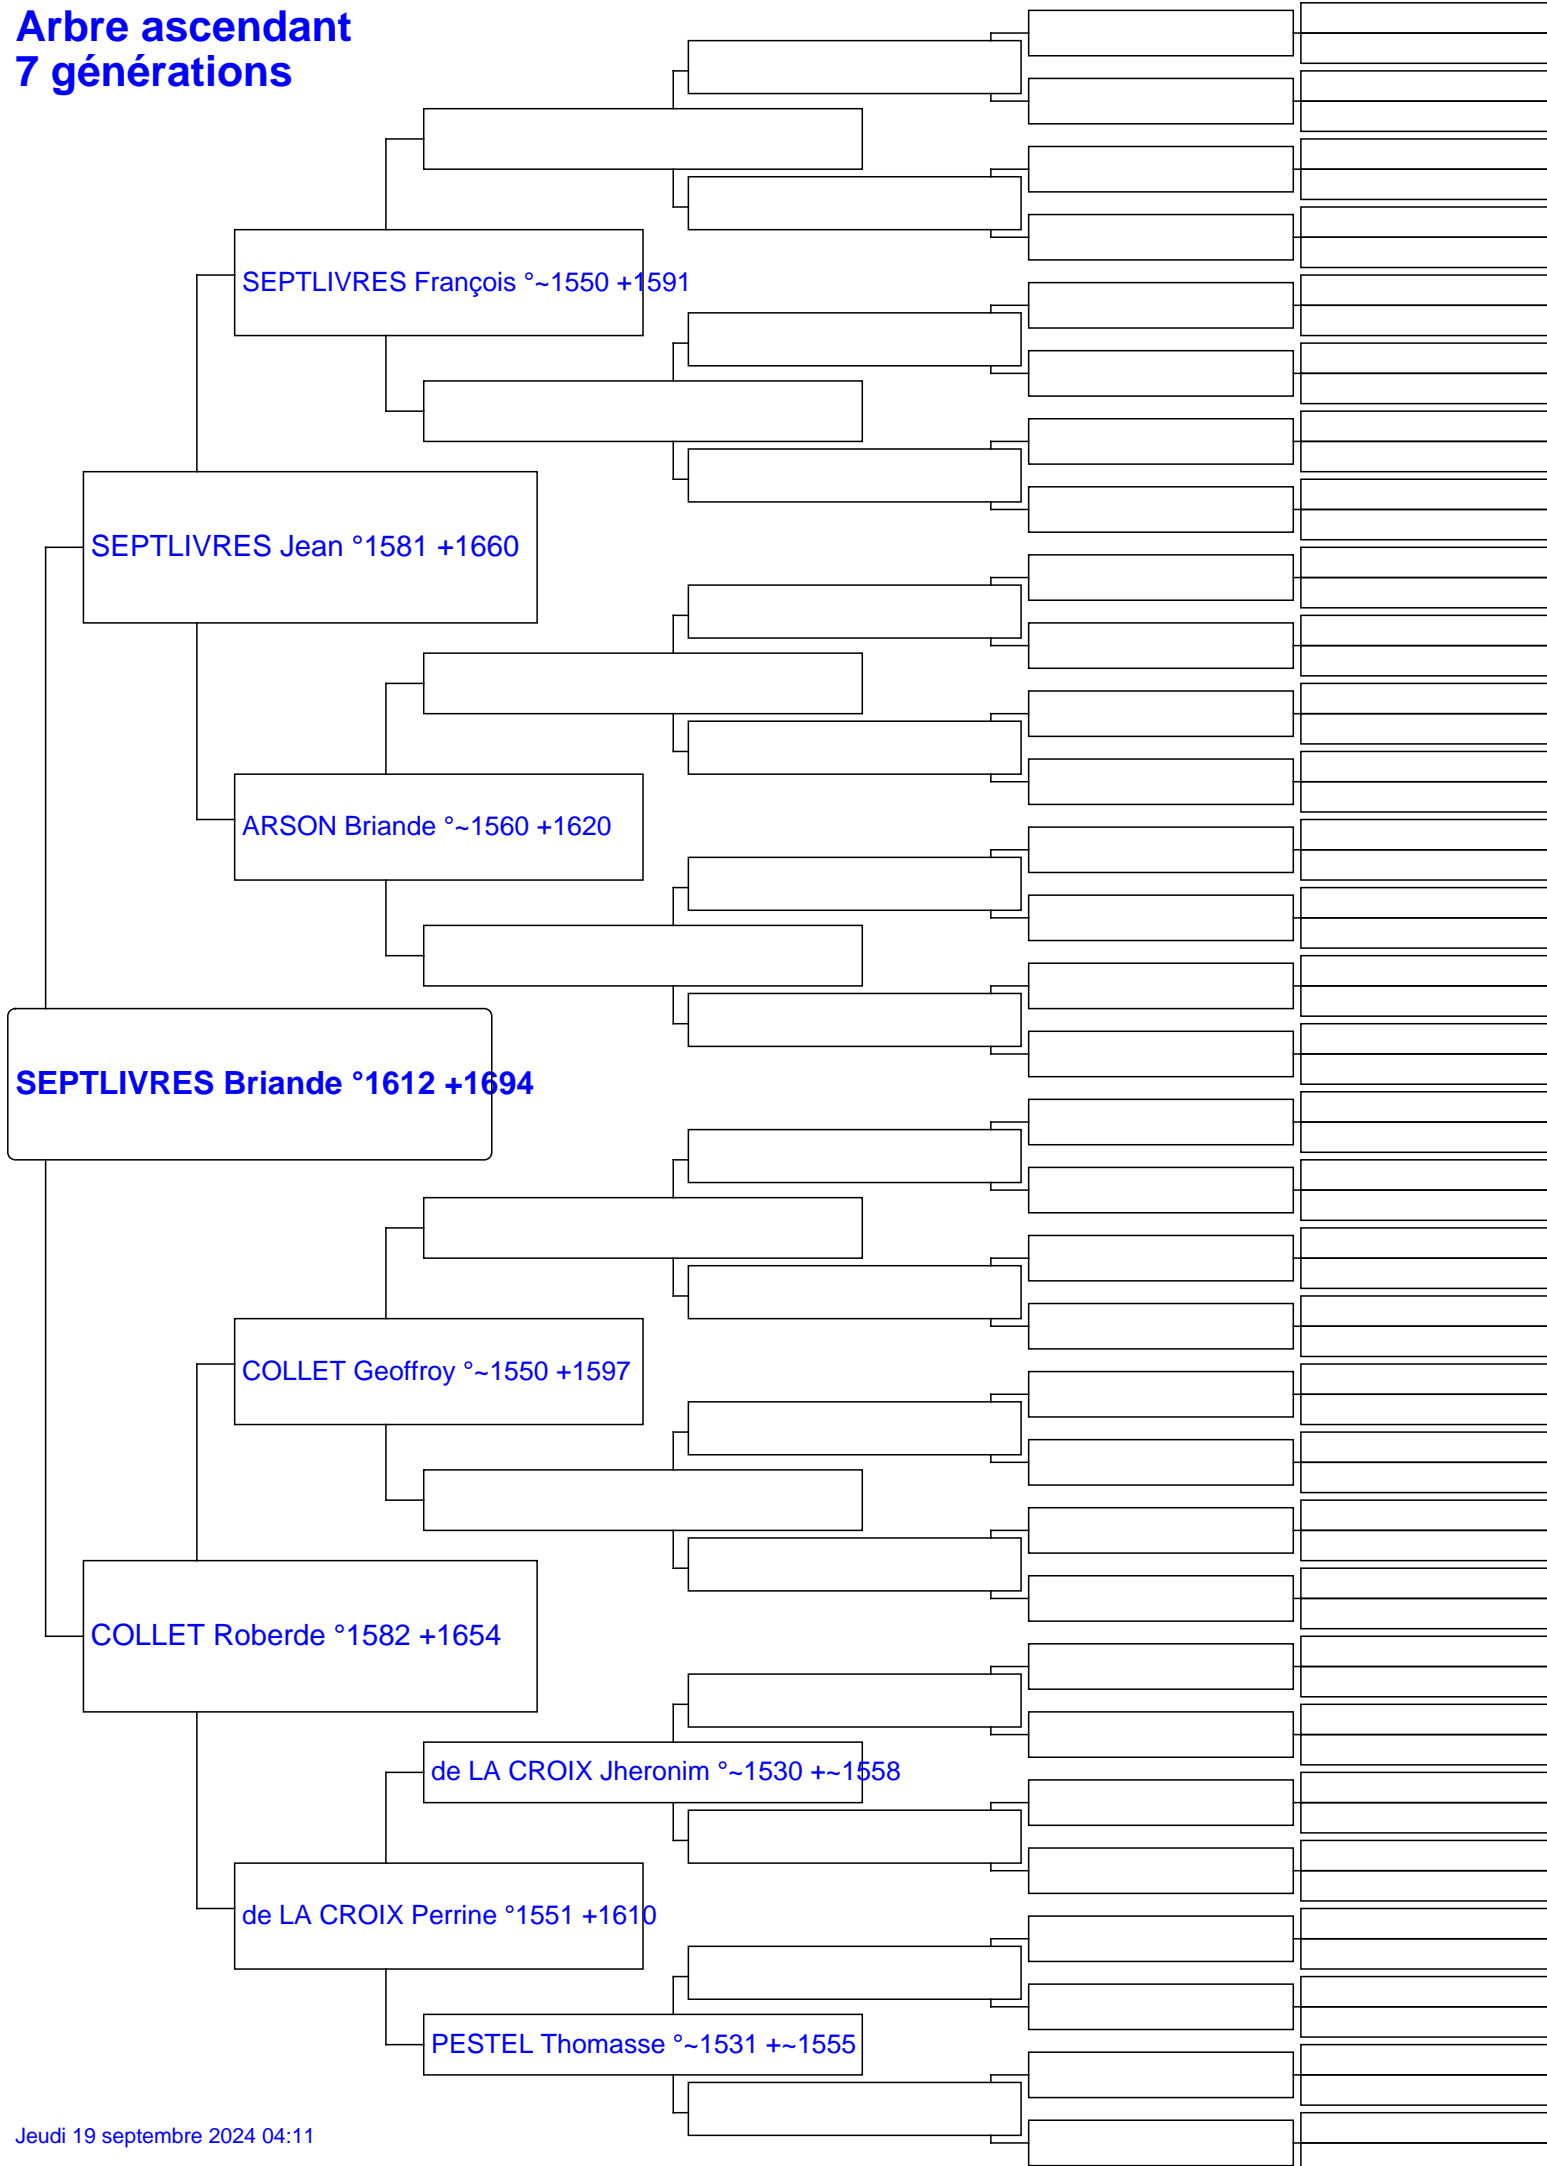 Arbre ascendant
7 générations
SEPTLIVRES François °~1550 +1591
SEPTLIVRES Jean °1581 +1660
ARSON Briande °~1560 +1620
SEPTLIVRES Briande °1612 +1694
COLLET Geoffroy °~1550 +1597
COLLET Roberde °1582 +1654
de LA CROIX Jheronim °~1530 +~1558
de LA CROIX Perrine °1551 +1610
PESTEL Thomasse °~1531 +~1555
Jeudi 19 septembre 2024 04:11